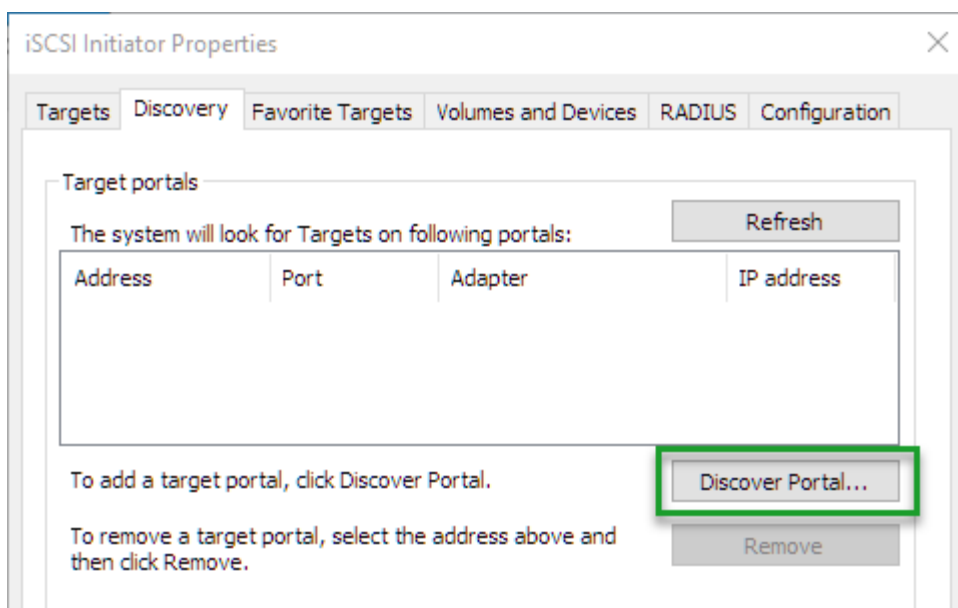 iSCSI Initiator Properties
Targets Discovery Favorite Targets Volumes and Devices RADIUS Configuration
Target portals
The system will look for Targets on following portals:
Refresh
Address Port Adapter IP address
To add a target portal, click Discover Portal.
Discover Portal...
To remove a target portal, select the address above and
then click Remove.
Remove